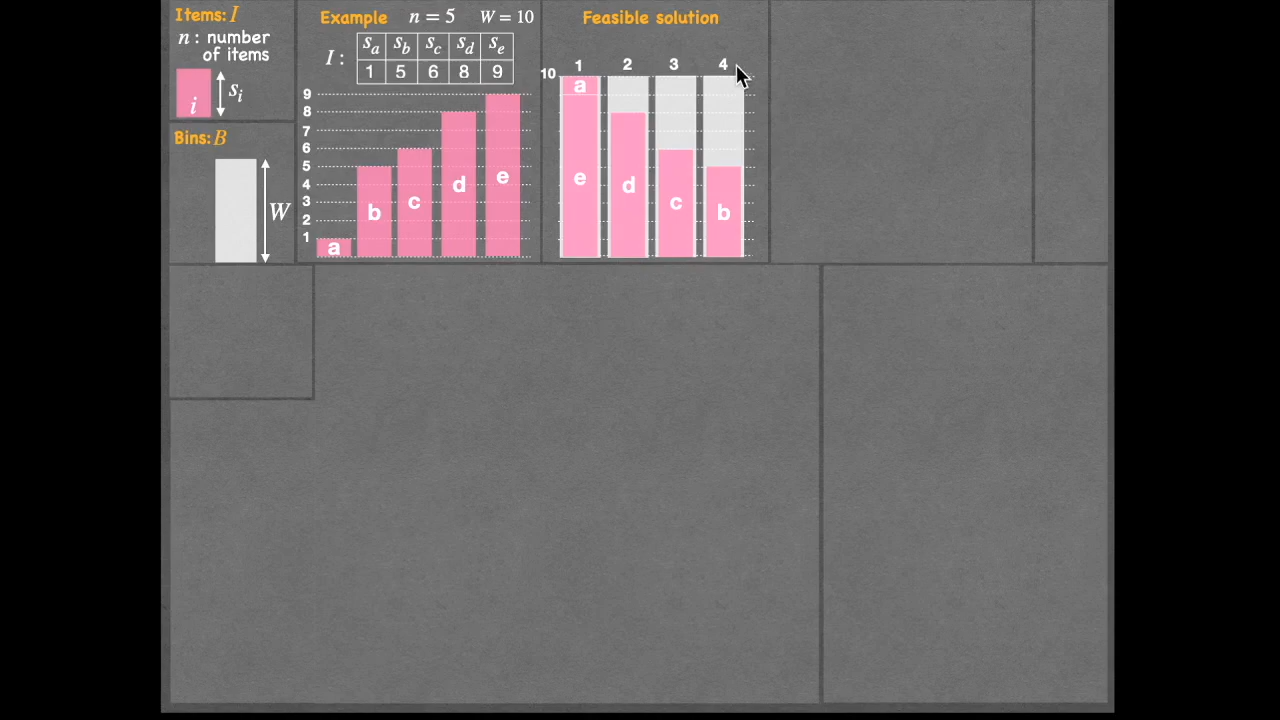 Items: I
n : number
of items
i
s_i
Bins: B
W
Example n = 5 W = 10
I :
s_a s_b s_c s_d s_e
1 5 6 8 9
9
8
7
6
5
4
3
2
1
a b c d e
Feasible solution
1 2 3 4
10
a
e d c b